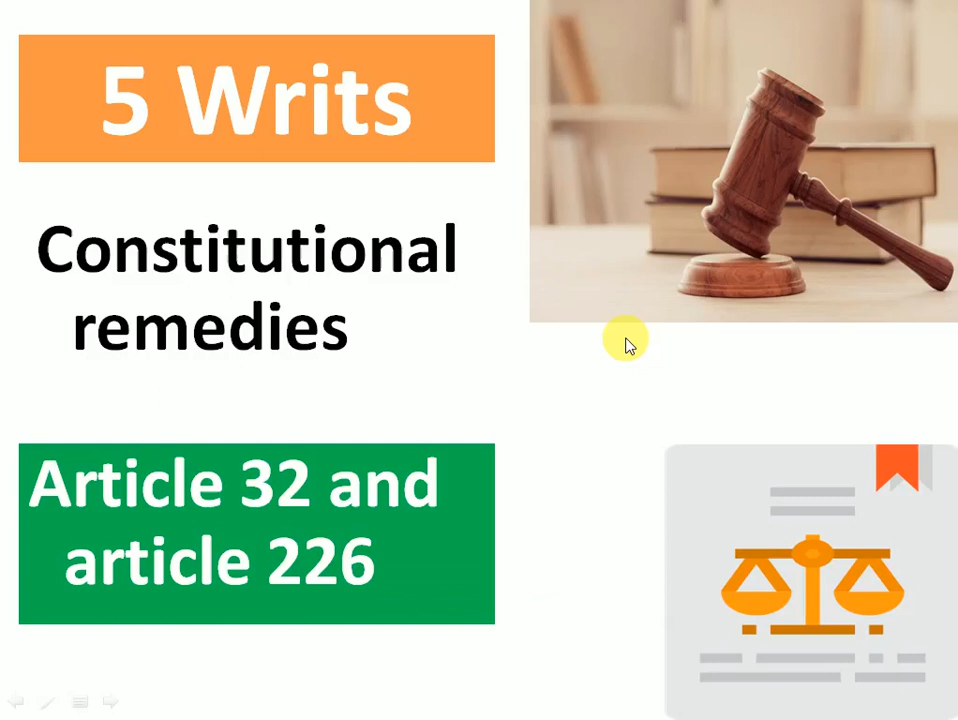 5 Writs
Constitutional
remedies
Article 32 and
article 226